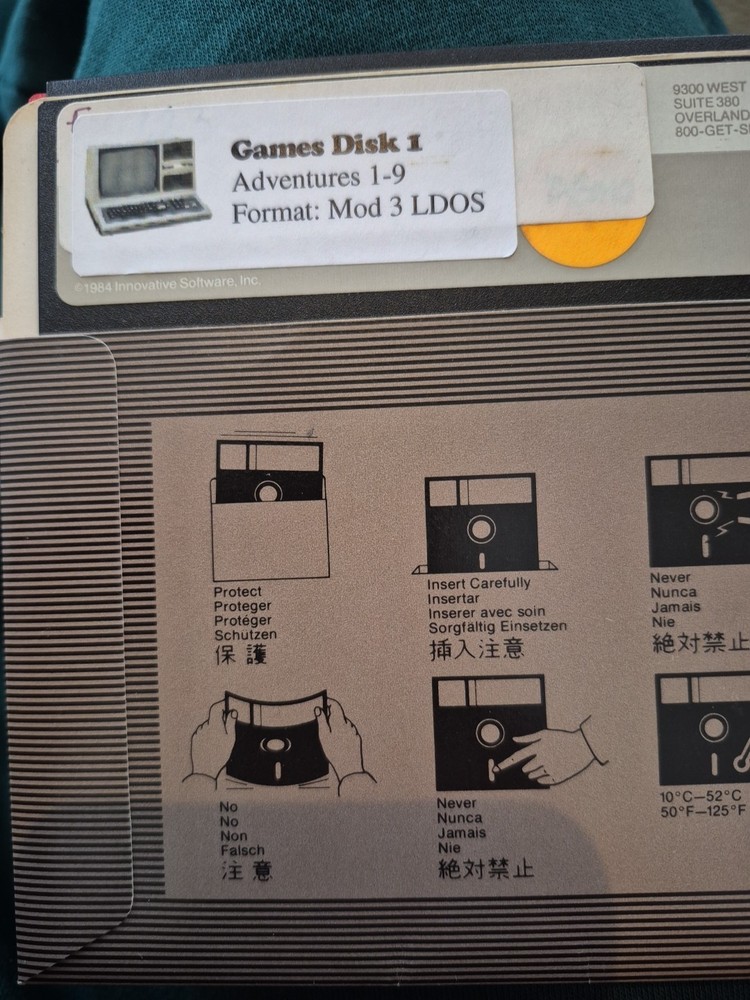 9300 WEST
SUITE 380
OVERLAND
800-GET-S
Games Disk 1
Adventures 1-9
Format: Mod 3 LDOS
©1984 Innovative Software, Inc.
Protect
Proteger
Protéger
Schutzen
保護
Insert Carefully
Insertar
Inserer avec soin
Sorgfältig Einsetzen
挿入注意
Never
Nunca
Jamais
Nie
絶対禁止
No
No
Non
Falsch
注意
Never
Nunca
Jamais
Nie
絶対禁止
10°C–52°C
50°F–125°F